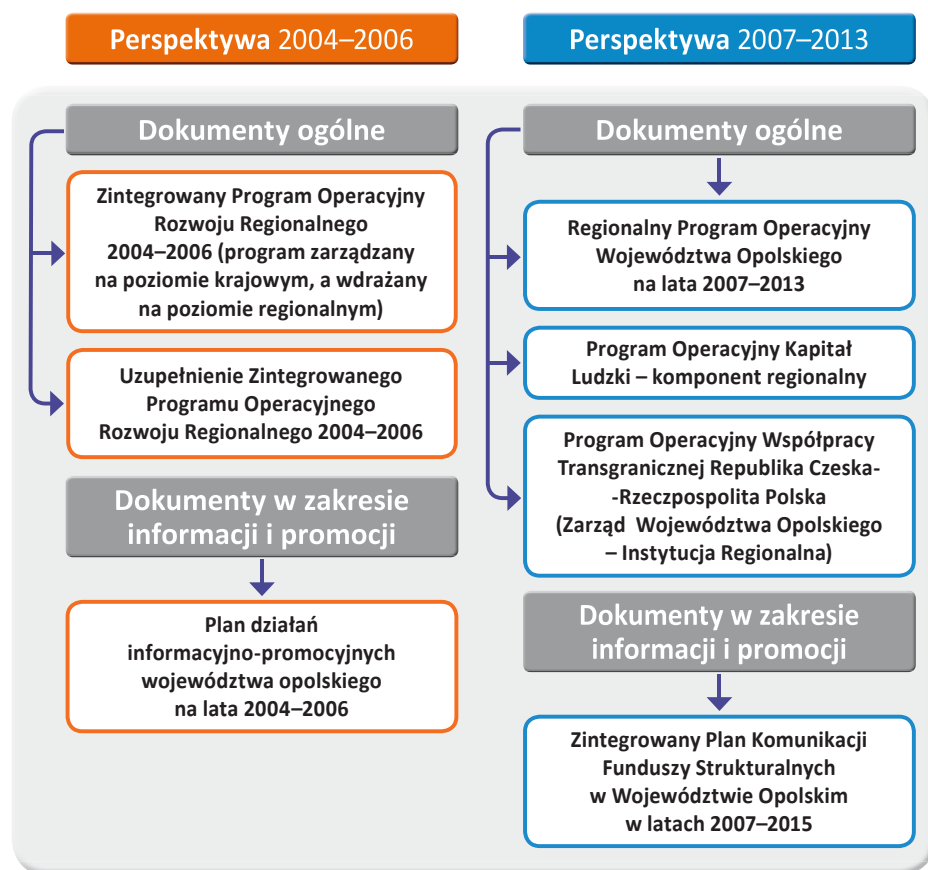 Perspektywa 2004–2006
Dokumenty ogólne
Zintegrowany Program Operacyjny
Rozwoju Regionalnego
2004–2006 (program zarządzany
na poziomie krajowym, a wdrażany
na poziomie regionalnym)
Uzupełnienie Zintegrowanego
Programu Operacyjnego
Rozwoju Regionalnego 2004–2006
Dokumenty w zakresie
informacji i promocji
Plan działań
informacyjno-promocyjnych
województwa opolskiego
na lata 2004–2006
Perspektywa 2007–2013
Dokumenty ogólne
Regionalny Program Operacyjny
Województwa Opolskiego
na lata 2007–2013
Program Operacyjny Kapitał
Ludzki – komponent regionalny
Program Operacyjny Współpracy
Transgranicznej Republika Czeska-
-Rzeczpospolita Polska
(Zarząd Województwa Opolskiego
– Instytucja Regionalna)
Dokumenty w zakresie
informacji i promocji
Zintegrowany Plan Komunikacji
Funduszy Strukturalnych
w Województwie Opolskim
w latach 2007–2015